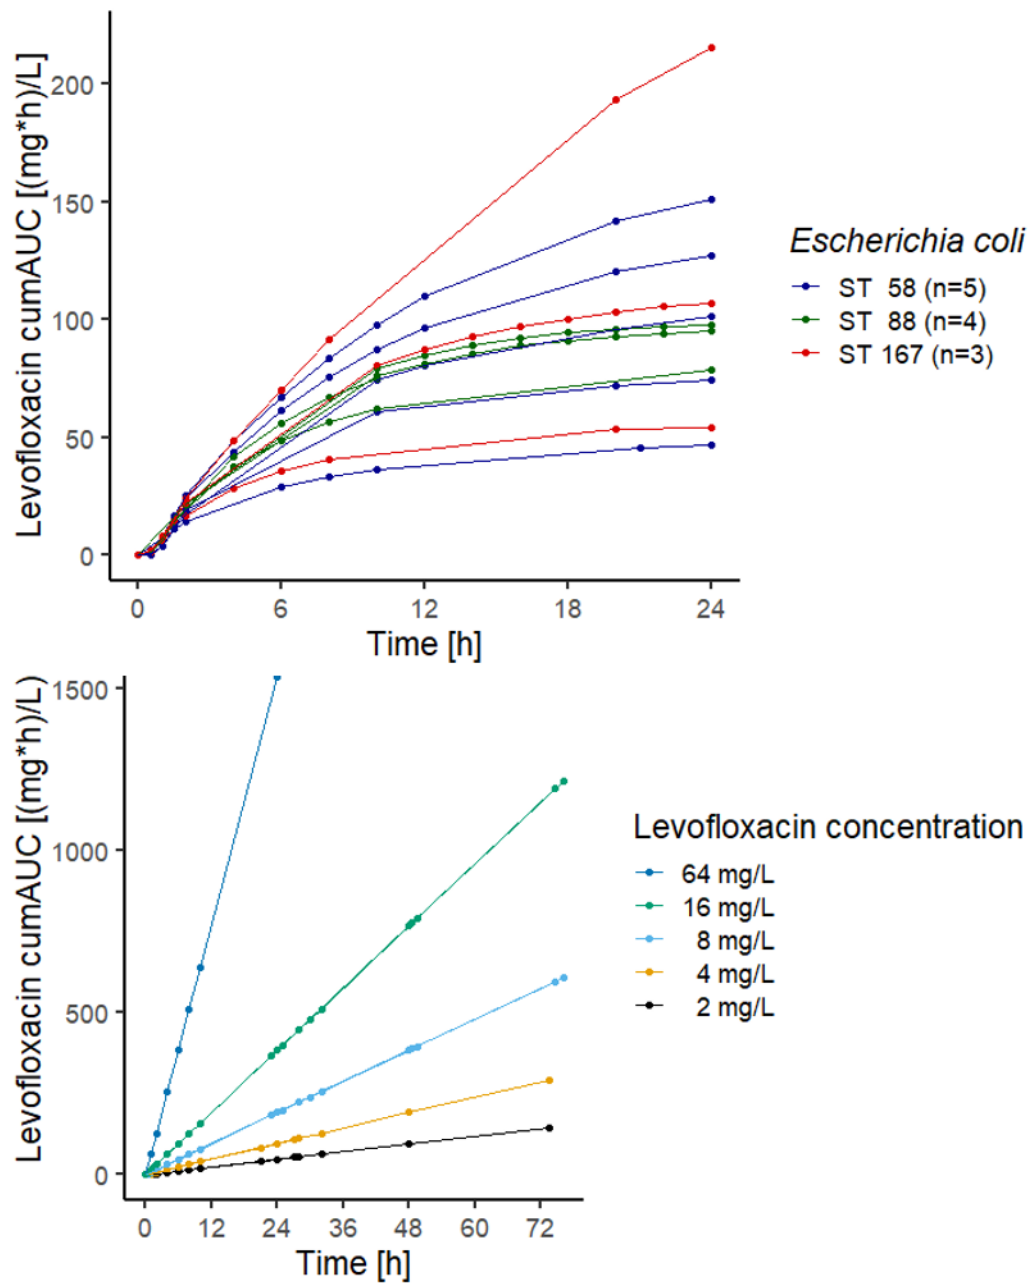 Levofloxacin cumAUC [(mg*h)/L]
200
150
100
50
0
0 6 12 18 24
Time [h]
Escherichia coli
ST 58 (n=5)
ST 88 (n=4)
ST 167 (n=3)
Levofloxacin cumAUC [(mg*h)/L)
1500
1000
500
0
0 12 24 36 48 60 72
Time [h]
Levofloxacin concentration
64 mg/L
16 mg/L
8 mg/L
4 mg/L
2 mg/L